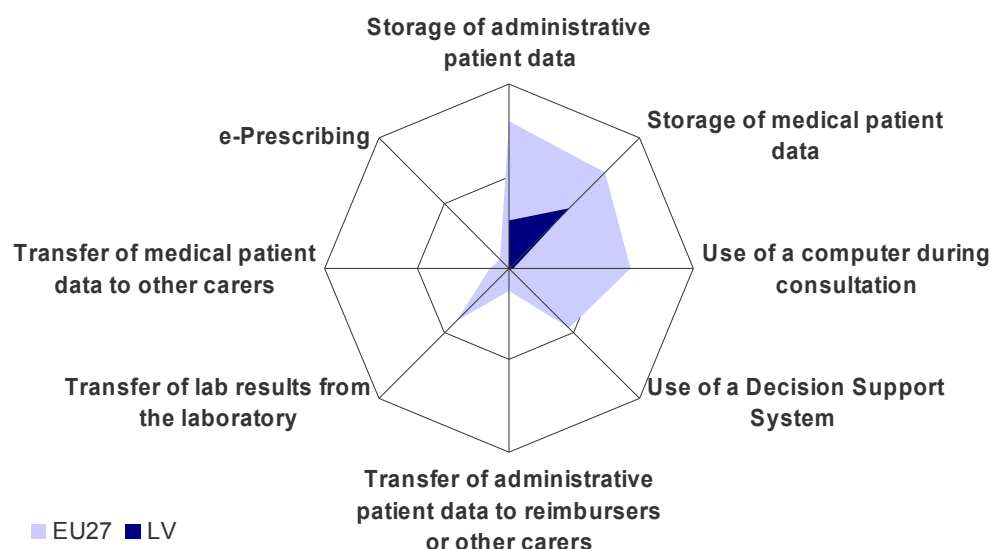 Storage of administrative
patient data
Storage of medical patient
data
e-Prescribing
Use of a computer during
consultation
Transfer of medical patient
data to other carers
Use of a Decision Support
System
Transfer of lab results from
the laboratory
Transfer of administrative
patient data to reimbursers
or other carers
EU27 LV